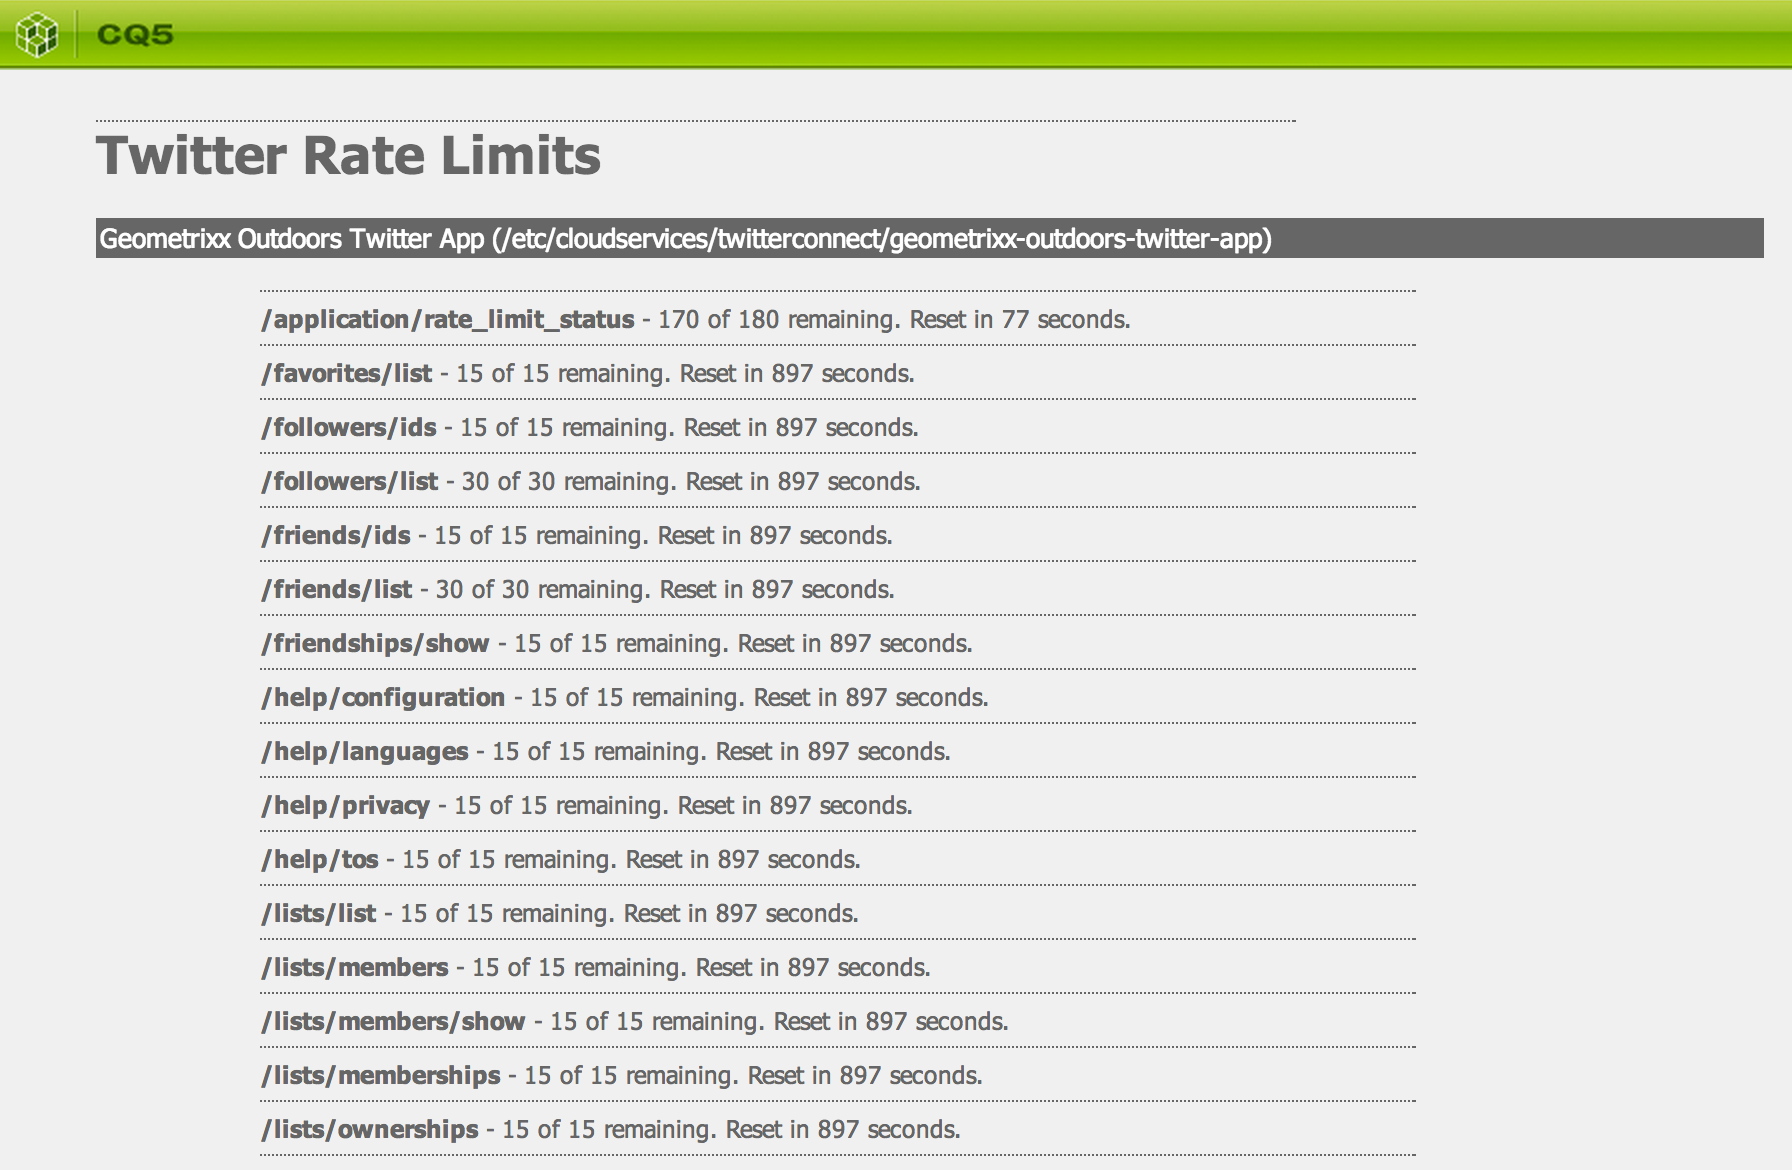 CQ5
Twitter Rate Limits
Geometrixx Outdoors Twitter App (/etc/cloudservices/twitterconnect/geometrixx-outdoors-twitter-app)
/application/rate_limit_status - 170 of 180 remaining. Reset in 77 seconds.
/favorites/list - 15 of 15 remaining. Reset in 897 seconds.
/followers/ids - 15 of 15 remaining. Reset in 897 seconds.
/followers/list - 30 of 30 remaining. Reset in 897 seconds.
/friends/ids - 15 of 15 remaining. Reset in 897 seconds.
/friends/list - 30 of 30 remaining. Reset in 897 seconds.
/friendships/show - 15 of 15 remaining. Reset in 897 seconds.
/help/configuration - 15 of 15 remaining. Reset in 897 seconds.
/help/languages - 15 of 15 remaining. Reset in 897 seconds.
/help/privacy - 15 of 15 remaining. Reset in 897 seconds.
/help/tos - 15 of 15 remaining. Reset in 897 seconds.
/lists/list - 15 of 15 remaining. Reset in 897 seconds.
/lists/members - 15 of 15 remaining. Reset in 897 seconds.
/lists/members/show - 15 of 15 remaining. Reset in 897 seconds.
/lists/memberships - 15 of 15 remaining. Reset in 897 seconds.
/lists/ownerships - 15 of 15 remaining. Reset in 897 seconds.